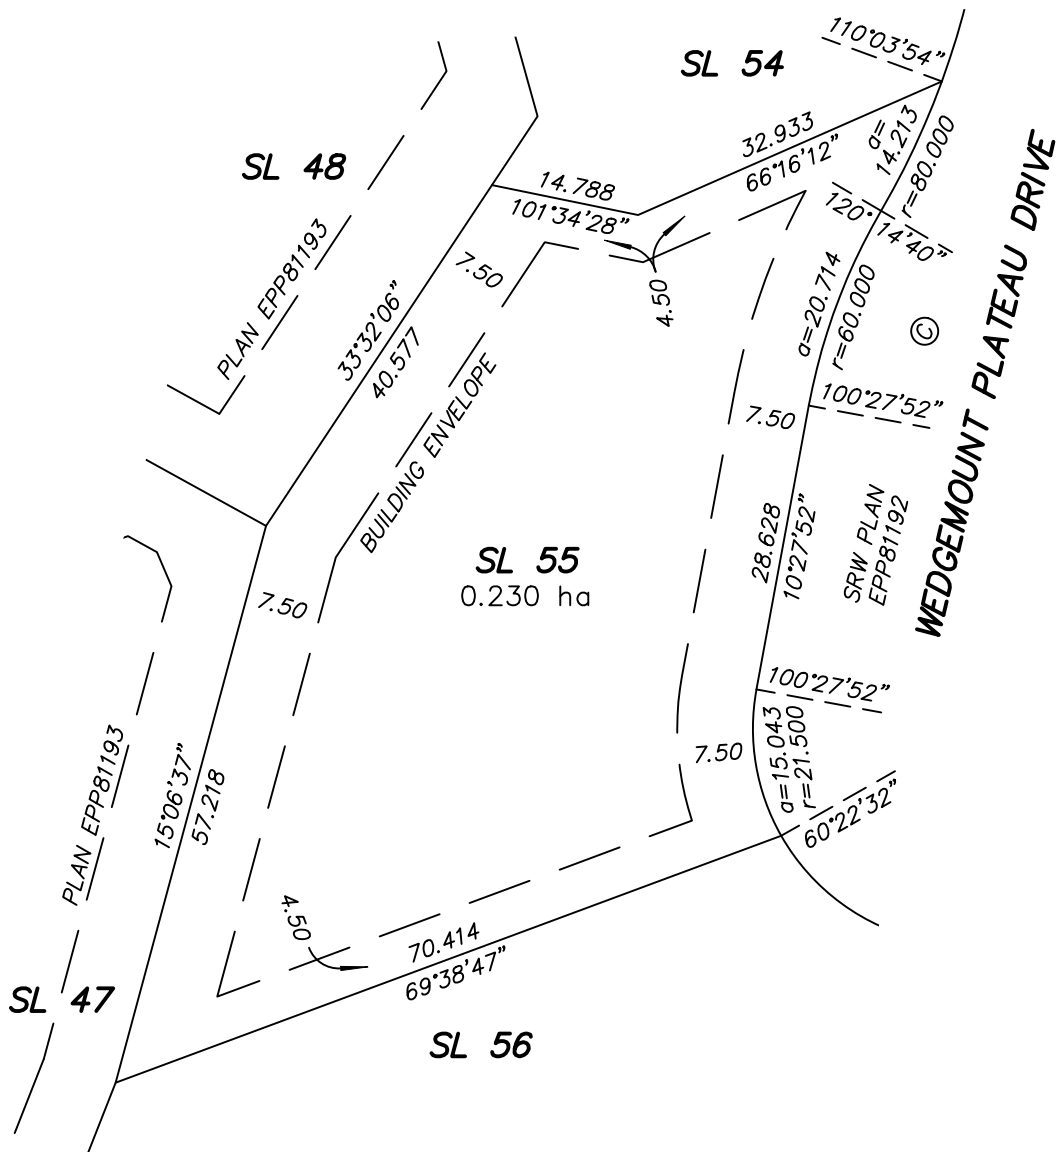 110°03'54"
SL 54
a=
14.213
r=80.000
32.933
66°16'12"
SL 48
14.788
101°34'28"
120°14'40"
WEDGEMOUNT PLATEAU DRIVE
PLAN EPP81193
7.50
4.50
a=20.714
r=60.000
©
33°32'06"
40.577
BUILDING ENVELOPE
7.50
100°27'52"
28.628
10°27'52"
SRW PLAN
EPP81192
SL 55
0.230 ha
7.50
100°27'52"
a=15.043
r=21.500
7.50
60°22'32"
15°06'37"
57.218
PLAN EPP81193
4.50
70.414
69°38'47"
SL 47
SL 56